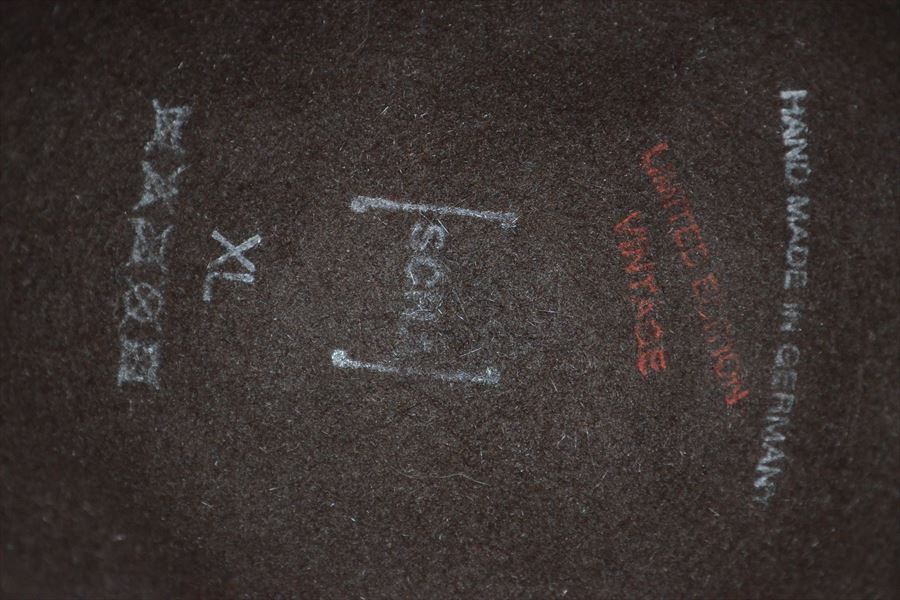 HAND MADE IN GERMANY
LIMITED EDITION
VINTAGE
XL